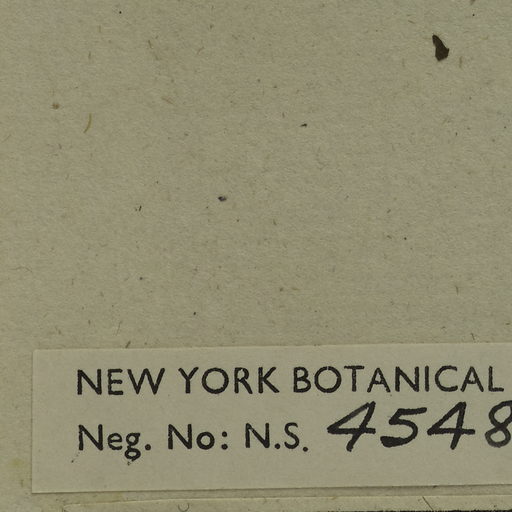 NEW YORK BOTANICAL
Neg. No: N.S. 4548